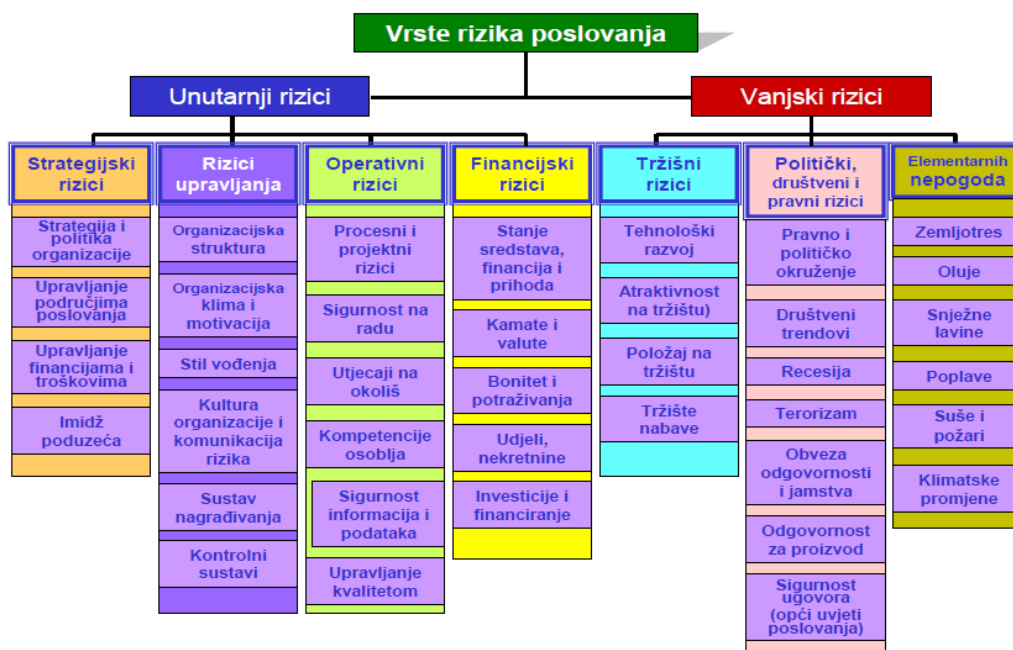 Vrste rizika poslovanja
Unutarnji rizici
Vanjski rizici
Strategijski
rizici
Strategija i
politika
organizacije
Upravljanje
područjima
poslovanja
Upravljanje
financijama i
troškovima
Imidž
poduzeća
Rizici
upravljanja
Organizacijska
struktura
Organizacijska
klima i
motivacija
Stil vođenja
Kultura
organizacije i
komunikacija
rizika
Sustav
nagrađivanja
Kontrolni
sustavi
Operativni
rizici
Procesni i
projektni
rizici
Sigurnost na
radu
Utjecaji na
okoliš
Kompetencije
osoblja
Sigurnost
informacija i
podataka
Upravljanje
kvalitetom
Financijski
rizici
Stanje
sredstava,
financija i
prihoda
Kamate i
valute
Bonitet i
potraživanja
Udjeli,
nekretnine
Investicije i
financiranje
Tržišni
rizici
Tehnološki
razvoj
Atraktivnost
na tržištu)
Položaj na
tržištu
Tržište
nabave
Politički,
društveni i
pravni rizici
Pravno i
političko
okruženje
Društveni
trendovi
Recesija
Terorizam
Obveza
odgovornosti
i jamstva
Odgovornost
za proizvod
Sigurnost
ugovora
(opći uvjeti
poslovanja)
Elementarnih
nepogoda
Zemljotres
Oluje
Snježne
lavine
Poplave
Suše i
požari
Klimatske
promjene